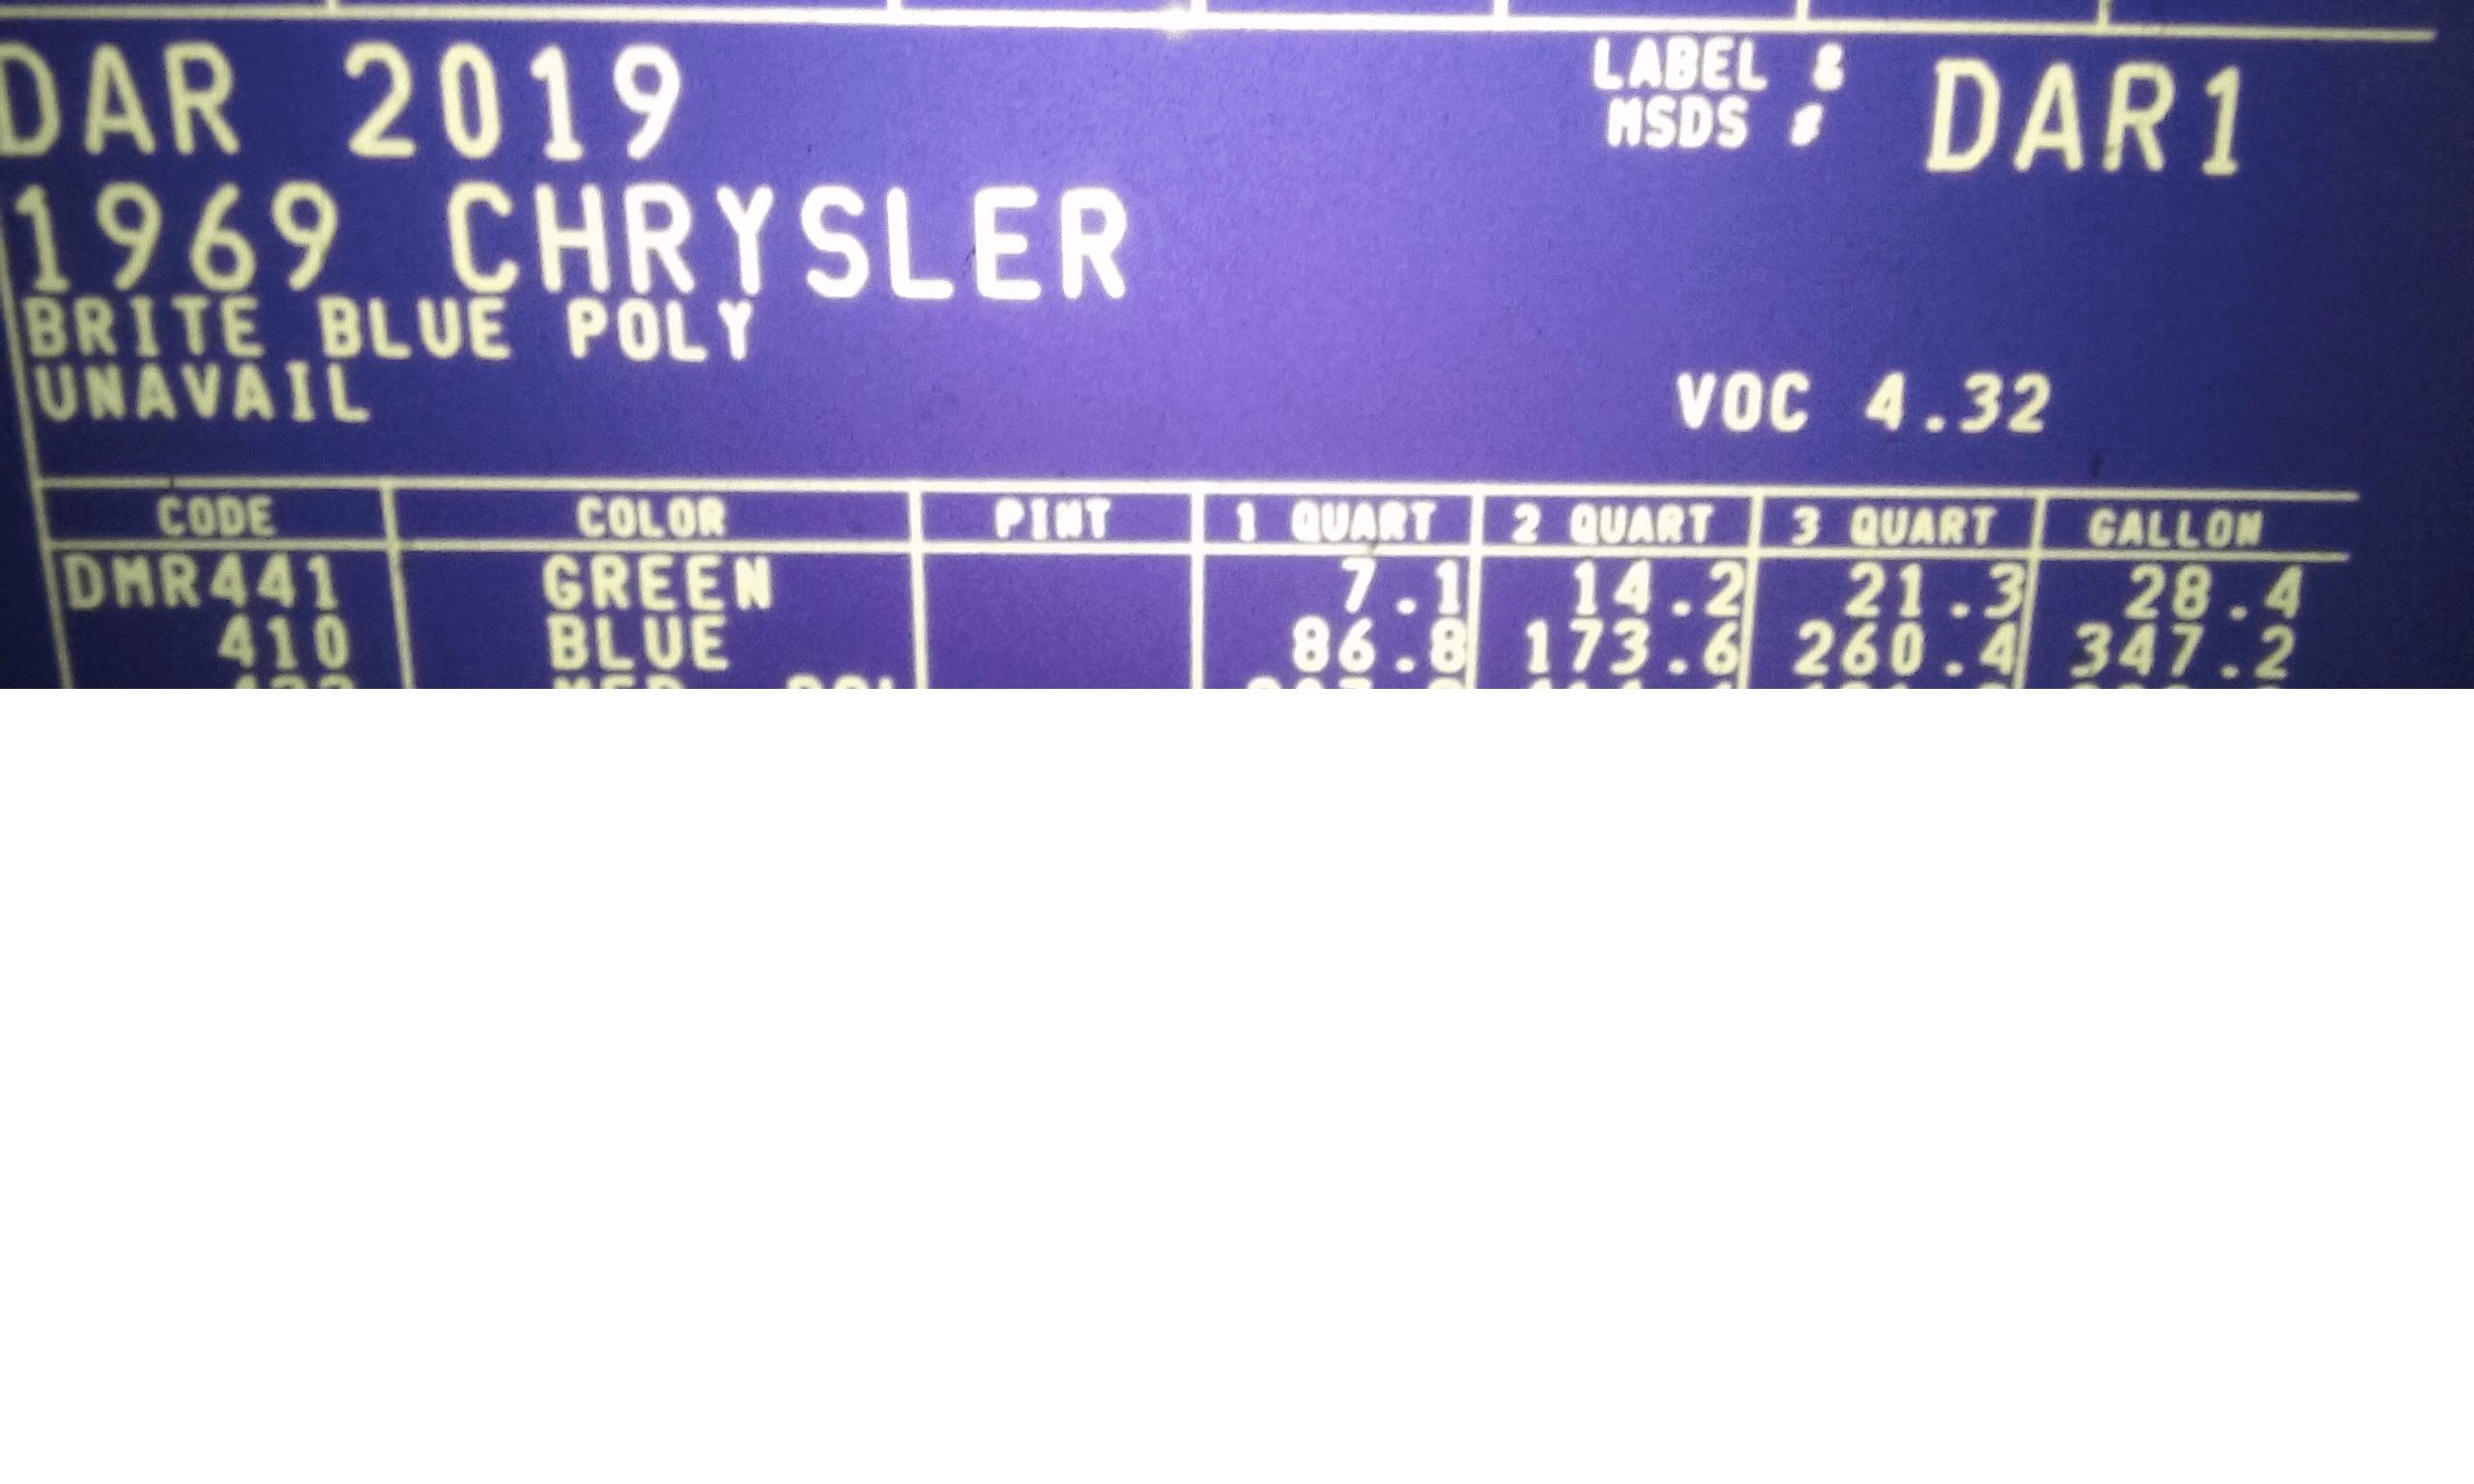 DAR 2019
LABEL &
MSDS # DAR1
1969 CHRYSLER
BRITE BLUE POLY
UNAVAIL
VOC 4.32
CODE COLOR PINT 1 QUART 2 QUART 3 QUART GALLON
DMR441 GREEN 7.1 14.2 21.3 28.4
410 BLUE 86.8 173.6 260.4 347.2